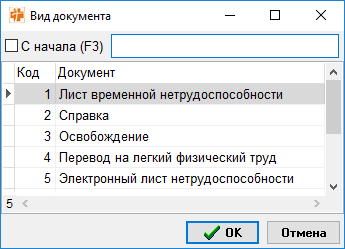 Вид документа
С начала (F3)
Код Документ
1 Лист временной нетрудоспособности
2 Справка
3 Освобождение
4 Перевод на легкий физический труд
5 Электронный лист нетрудоспособности
5
OK Отмена